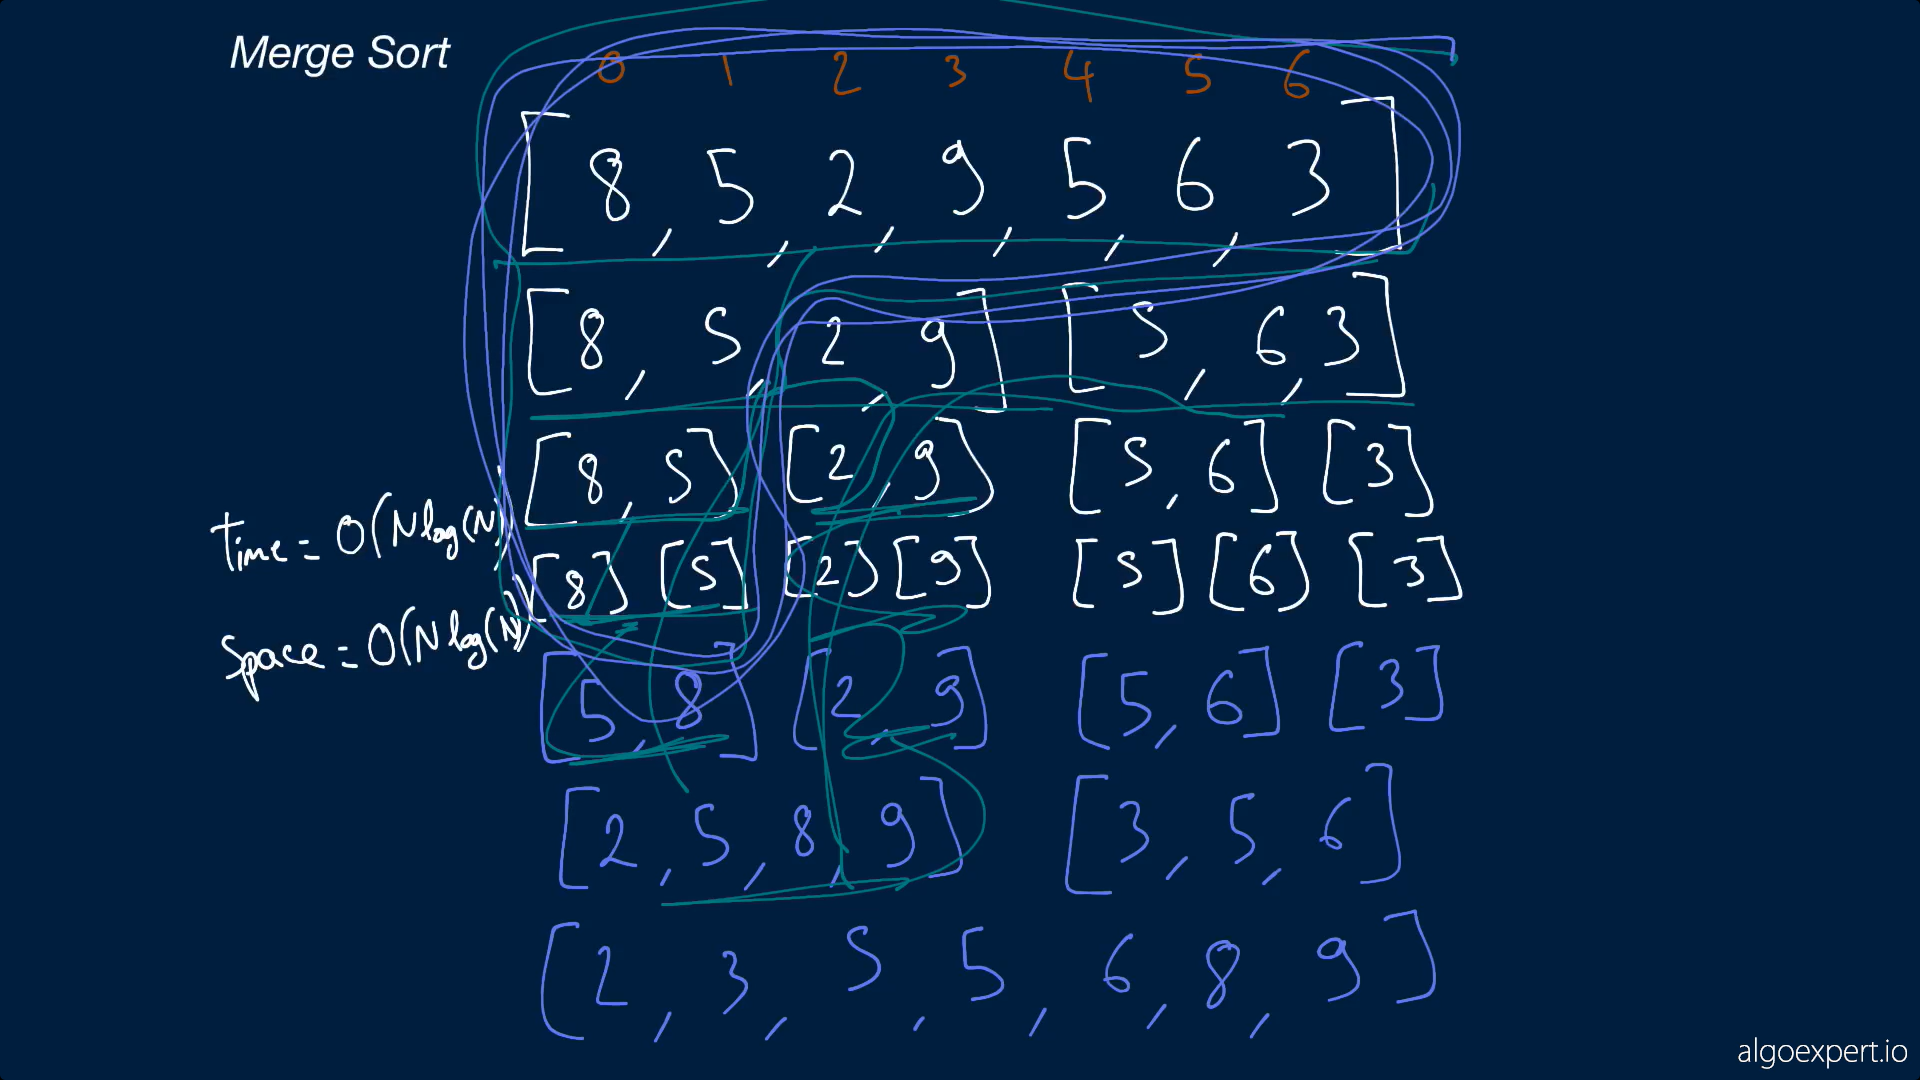 Merge Sort
0 1 2 3 4 5 6
[8, 5, 2, 9, 5, 6, 3]
[8, 5, 2, 9] [5, 6, 3]
[8, 5] [2, 9] [5, 6] [3]
Time = O(Nlog(N))
[8] [5] [2] [9] [5] [6] [3]
Space = O(Nlog(N))
[5, 8] [2, 9] [5, 6] [3]
[2, 5, 8, 9] [3, 5, 6]
[2, 3, 5, 5, 6, 8, 9]
algoexpert.io